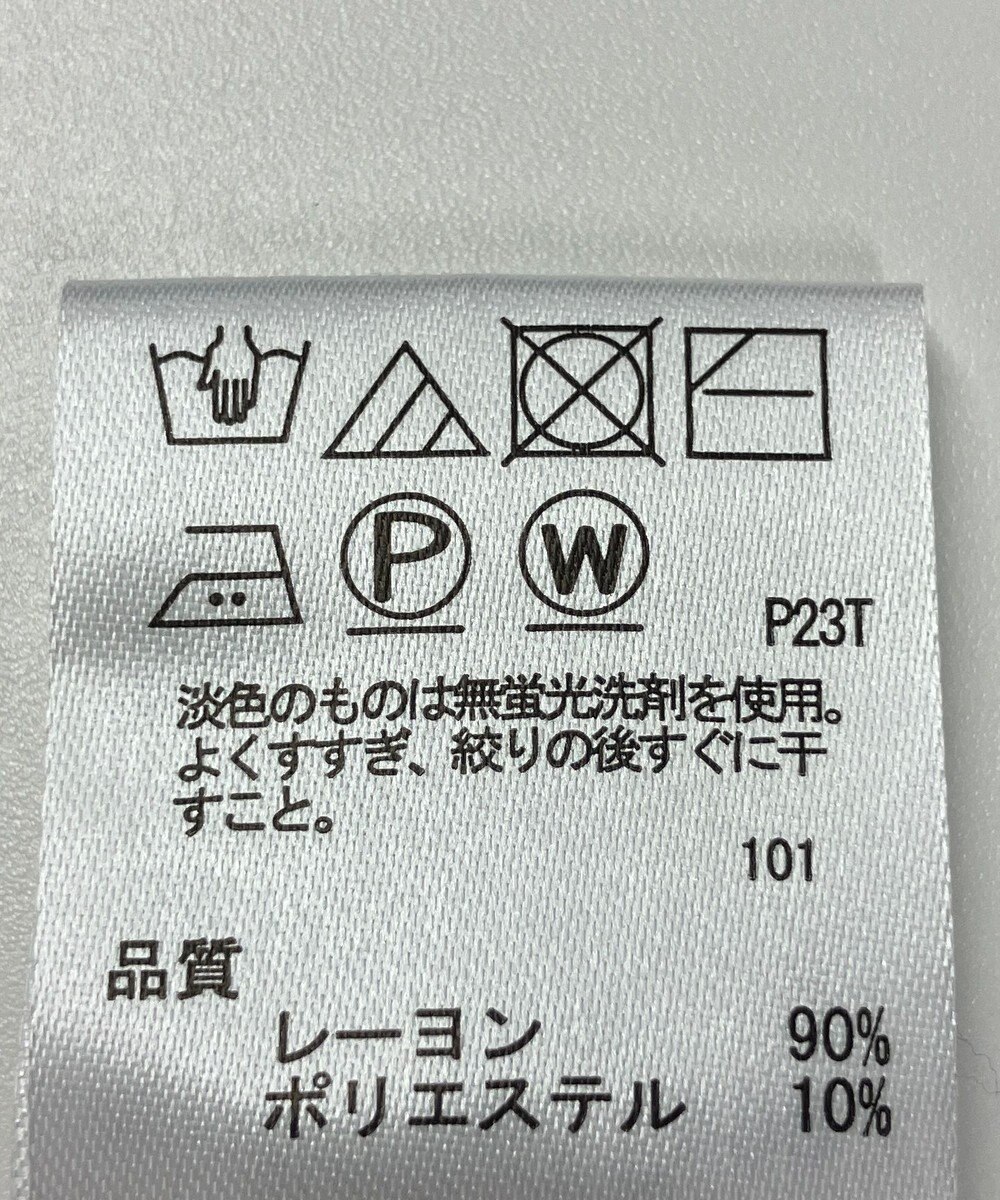 P
W
P23T
淡色のものは無蛍光洗剤を使用。
よくすすぎ、絞りの後すぐに干
すこと。
101
品質
レーヨン 90%
ポリエステル 10%